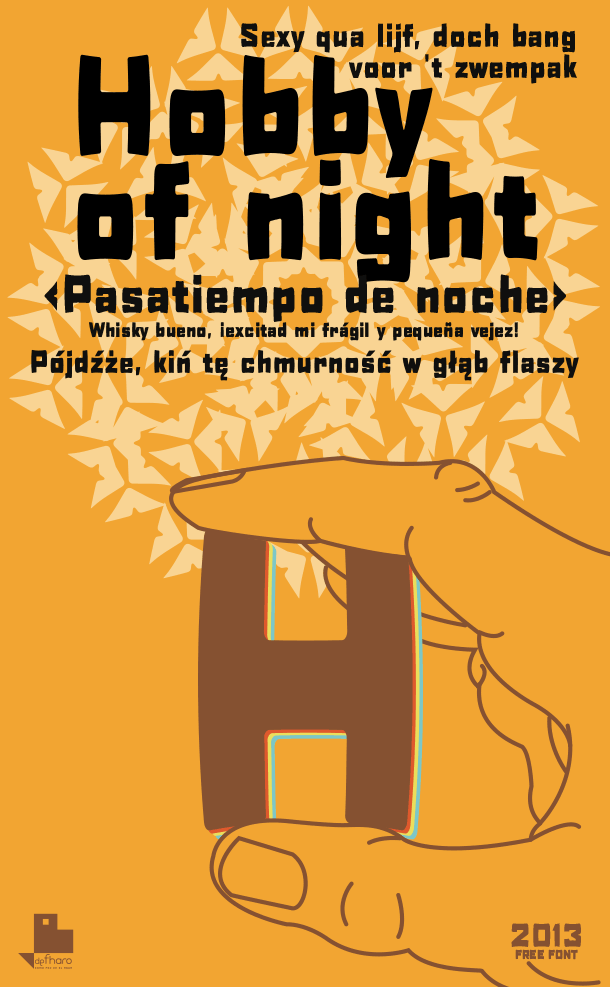 Sexy qua lijf, doch bang
voor 't zwempak
Hobby
of night
<Pasatiempo de noche>
Whisky bueno, ¡excitad mi frágil y pequeña vejez!
Pójdźże, kiń tę chmurność w głąb flaszy
H
dpfharo
2013
FREE FONT